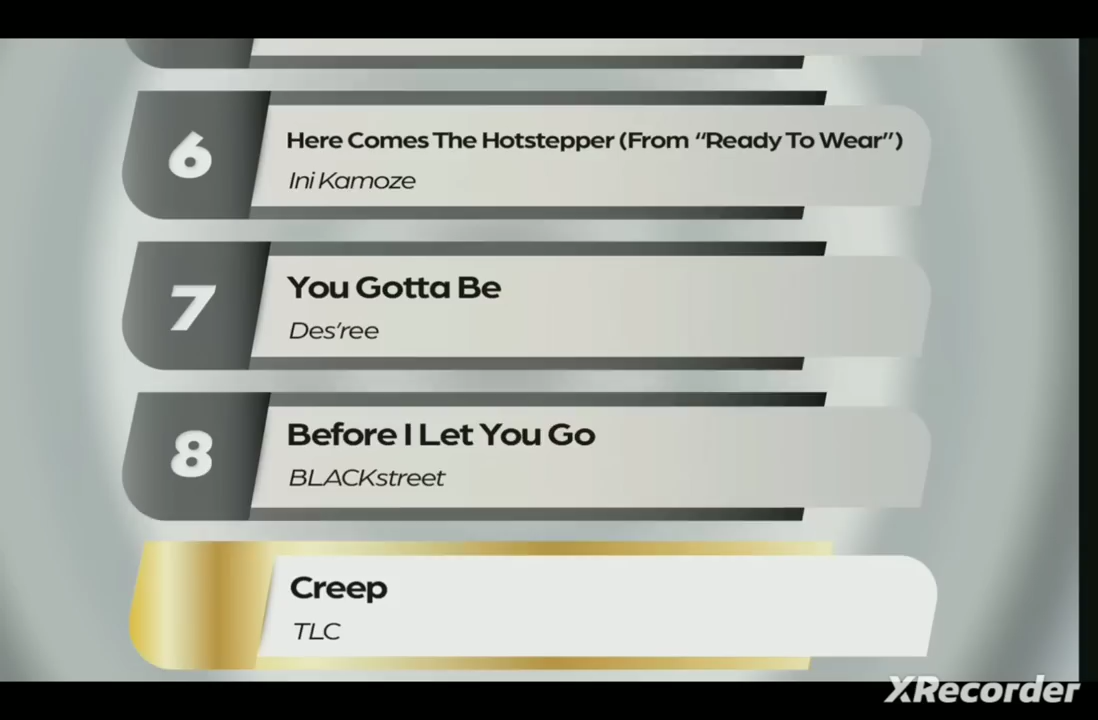 6
Here Comes The Hotstepper (From “Ready To Wear”)
Ini Kamoze
7
You Gotta Be
Des’ree
8
Before I Let You Go
BLACKstreet
Creep
TLC
XRecorder